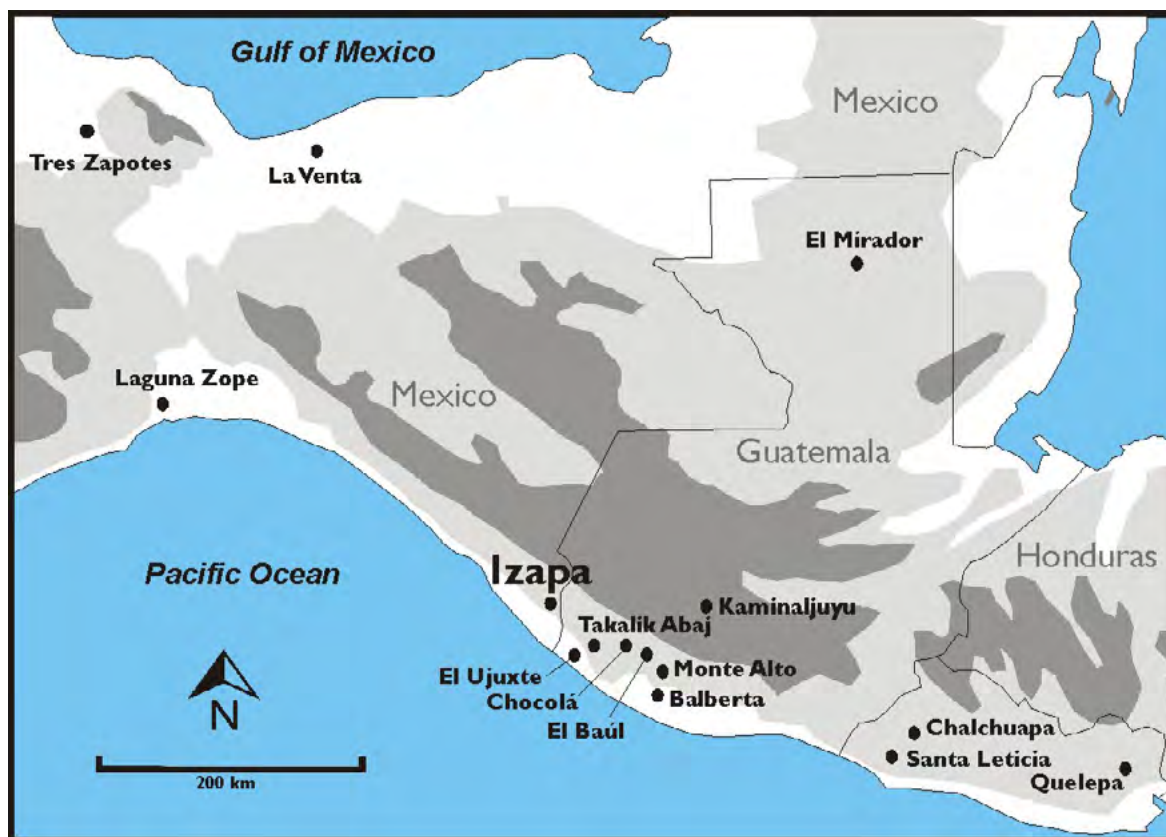 Gulf of Mexico
Mexico
Tres Zapotes
La Venta
El Mirador
Laguna Zope
Mexico
Guatemala
Honduras
Pacific Ocean
Izapa
Kaminaljuyu
Takalik Abaj
El Ujuxte
Monte Alto
Chocolá
Balberta
El Baúl
N
Chalchuapa
Santa Leticia
Quelepa
200 km